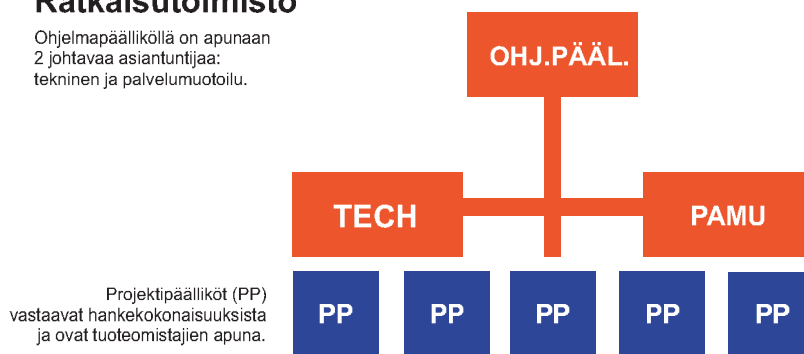 Ratkaisutoimisto
Ohjelmapäälliköllä on apunaan
2 johtavaa asiantuntijaa:
tekninen ja palvelumuotoilu.
OHJ.PÄÄL.
TECH
PAMU
Projektipäälliköt (PP)
vastaavat hankekokonaisuuksista
ja ovat tuoteomistajien apuna.
PP
PP
PP
PP
PP